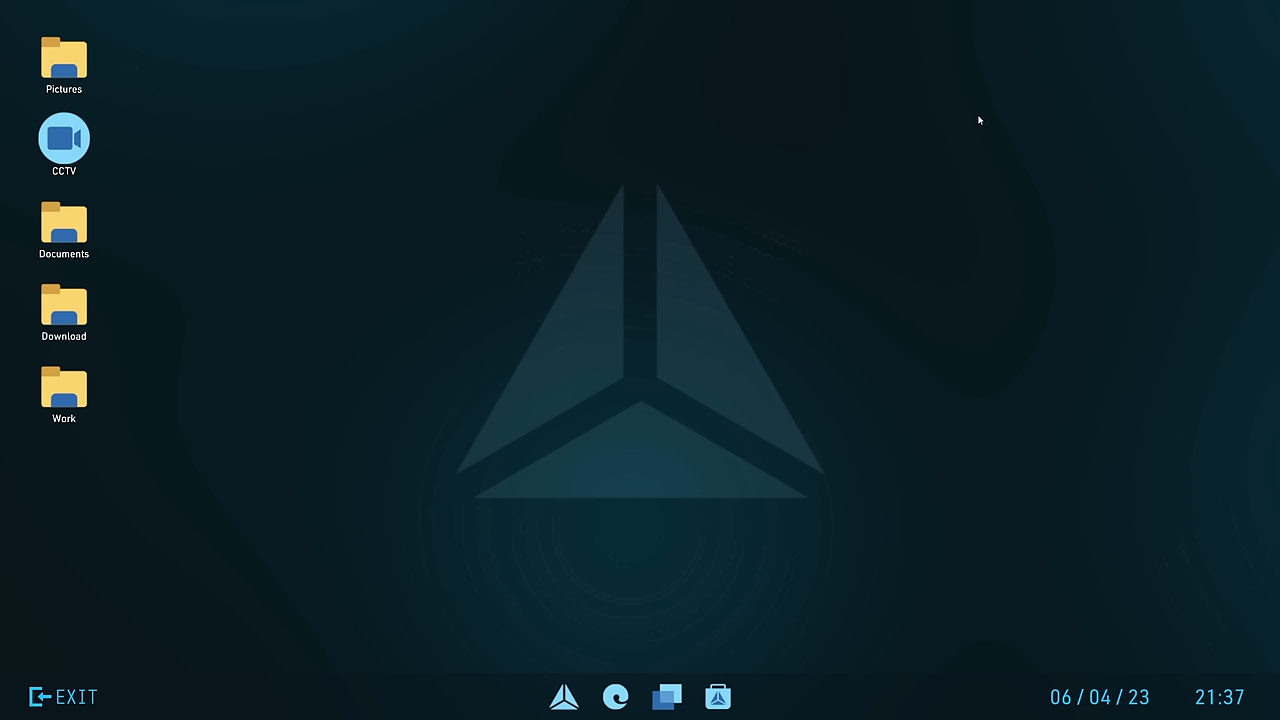 Pictures
CCTV
Documents
Download
Work
EXIT
06 / 04 / 23
21:37